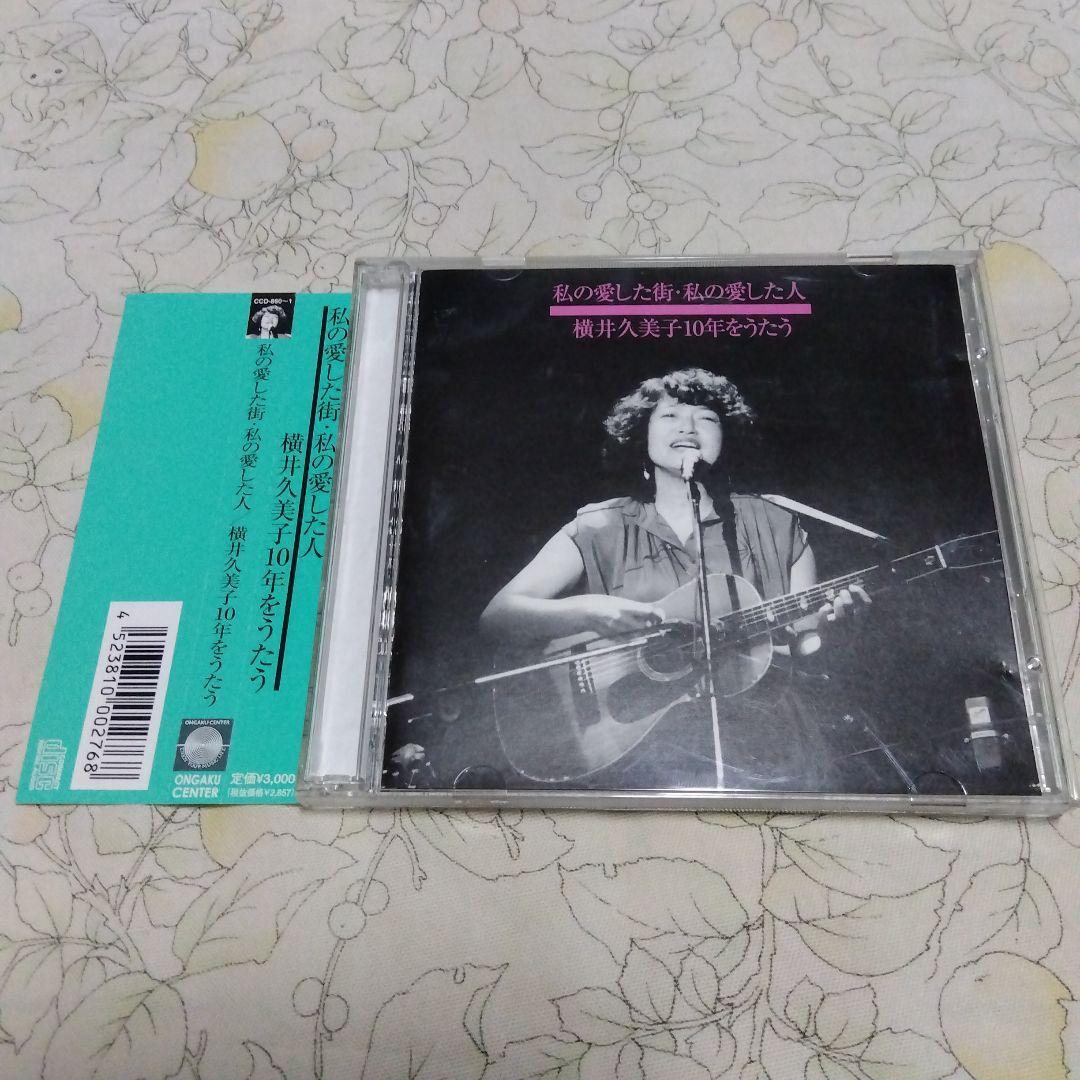 私の愛した街・私の愛した人
横井久美子10年をうたう
私の愛した街・私の愛した人
横井久美子10年をうたう
CCD-860〜1
私の愛した街・私の愛した人 横井久美子10年をうたう
4 523810 002768
ONGAKU CENTER
ONGAKU CENTER
定価¥3,000
[税抜価格¥2,857]